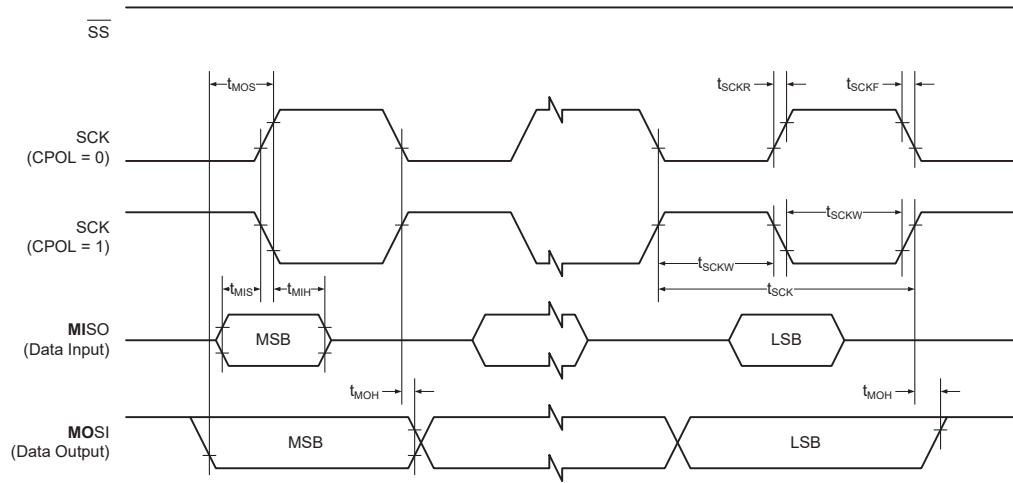 SS
tMOS
tSCKR
tSCKF
SCK
(CPOL = 0)
SCK
(CPOL = 1)
tSCKW
tSCKW
tSCK
tMIS
tMIH
MISO
(Data Input)
MSB
LSB
tMOH
tMOH
MOSI
(Data Output)
MSB
LSB